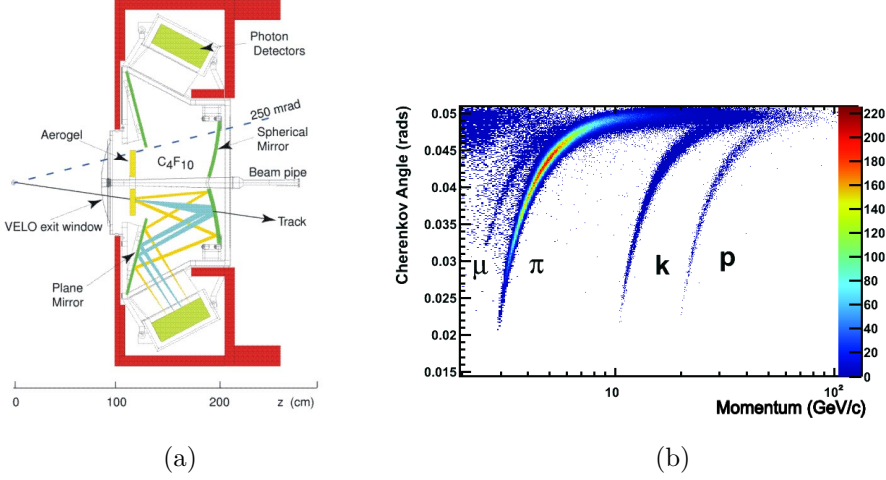 Photon
Detectors
250 mrad
Aerogel
Spherical
Mirror
C4F10
Beam pipe
VELO exit window
Track
Plane
Mirror
0
100
200
z (cm)
(a)
Cherenkov Angle (rads)
0.05
0.045
0.04
0.035
0.03
0.025
0.02
0.015
μ
π
k
p
10
10²
Momentum (GeV/c)
220
200
180
160
140
120
100
80
60
40
20
0
(b)